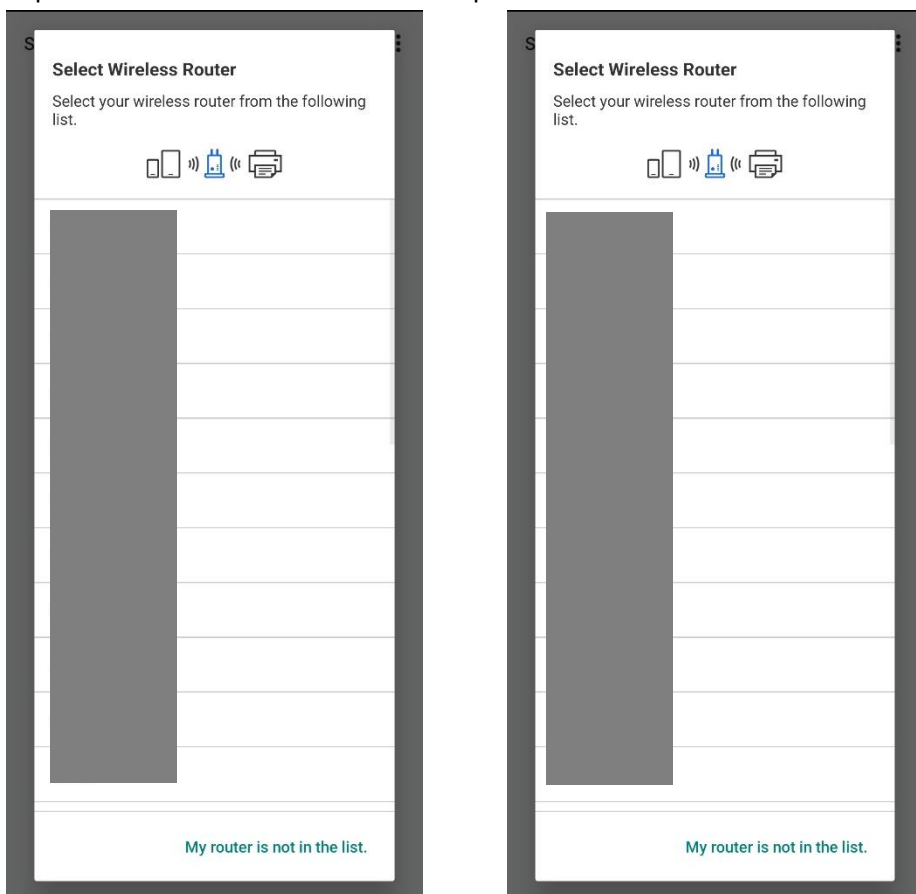 S
Select Wireless Router
Select your wireless router from the following
list.
My router is not in the list.
S
Select Wireless Router
Select your wireless router from the following
list.
My router is not in the list.